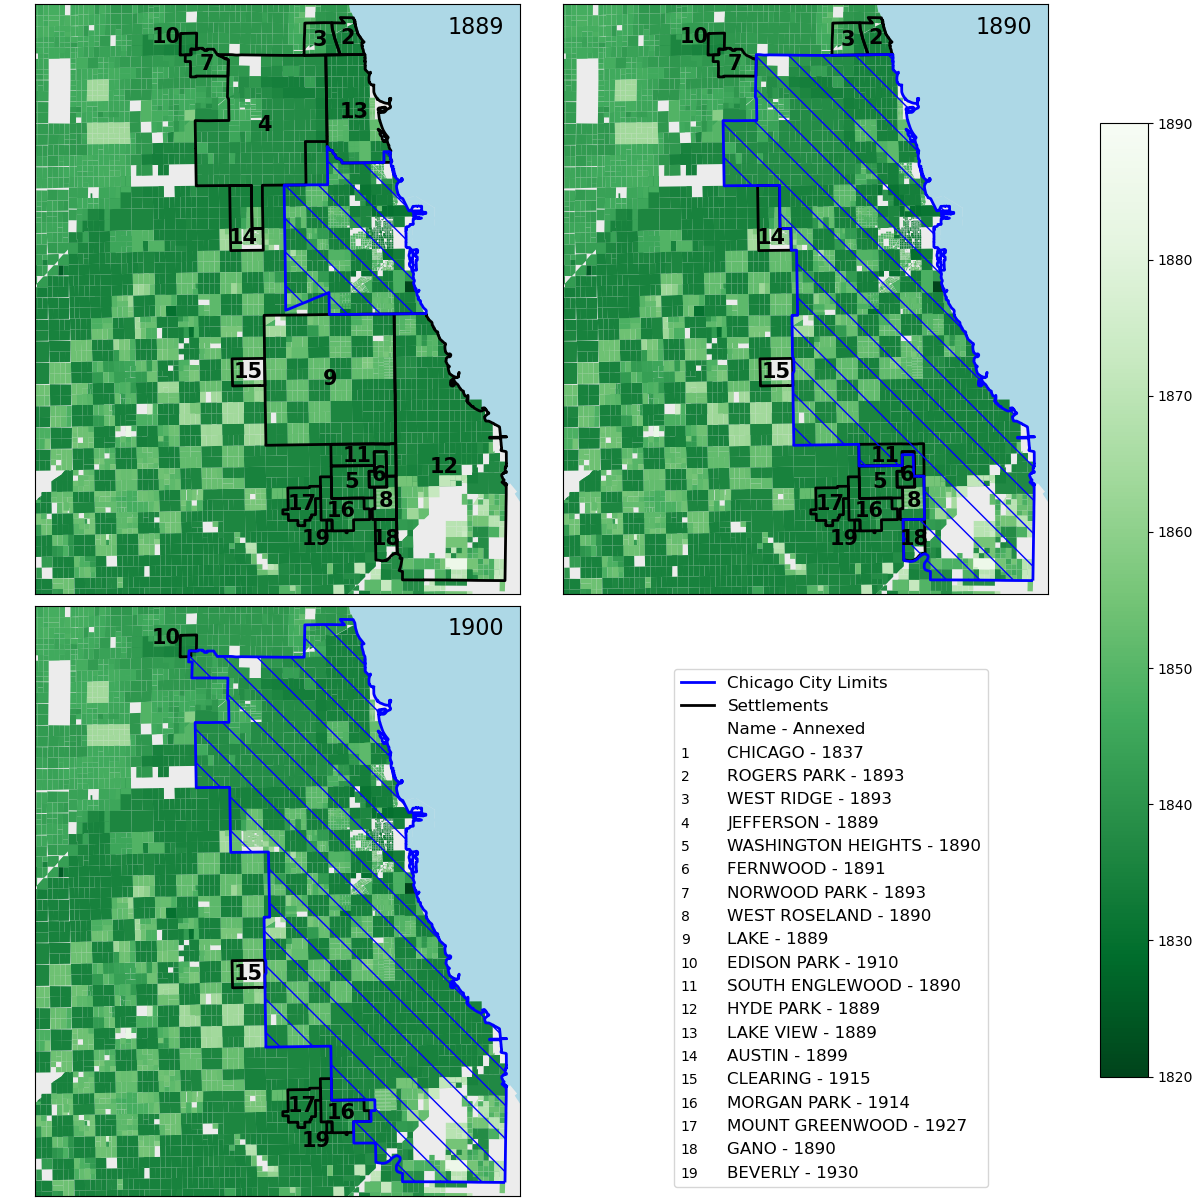 1889
10
3
2
7
4
13
14
15
9
11
12
6
5
8
17
16
19
18
1890
10
3
2
7
14
15
11
6
5
8
17
16
19
18
1890
1880
1870
1860
1850
1840
1830
1820
1900
10
15
17
16
19
Chicago City Limits
Settlements
Name - Annexed
1 CHICAGO - 1837
2 ROGERS PARK - 1893
3 WEST RIDGE - 1893
4 JEFFERSON - 1889
5 WASHINGTON HEIGHTS - 1890
6 FERNWOOD - 1891
7 NORWOOD PARK - 1893
8 WEST ROSELAND - 1890
9 LAKE - 1889
10 EDISON PARK - 1910
11 SOUTH ENGLEWOOD - 1890
12 HYDE PARK - 1889
13 LAKE VIEW - 1889
14 AUSTIN - 1899
15 CLEARING - 1915
16 MORGAN PARK - 1914
17 MOUNT GREENWOOD - 1927
18 GANO - 1890
19 BEVERLY - 1930